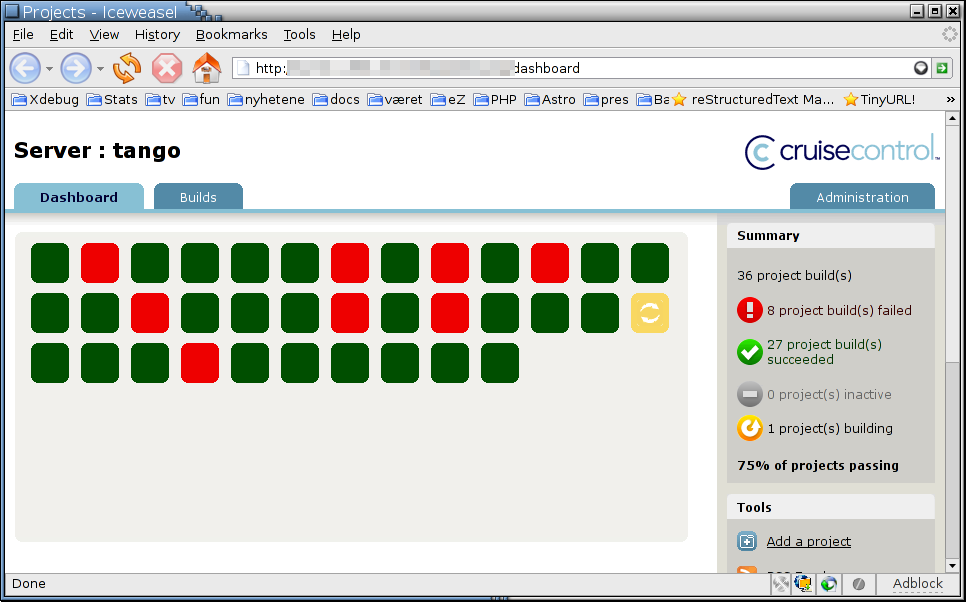 Projects - Iceweasel
File Edit View History Bookmarks Tools Help
http: dashboard
Xdebug Stats tv fun nyhetene docs været eZ PHP Astro pres Ba reStructuredText Ma... TinyURL! »
Server : tango
cruisecontrol
Dashboard Builds Administration
Summary
36 project build(s)
8 project build(s) failed
27 project build(s)
succeeded
0 project(s) inactive
1 project(s) building
75% of projects passing
Tools
Add a project
Done Adblock